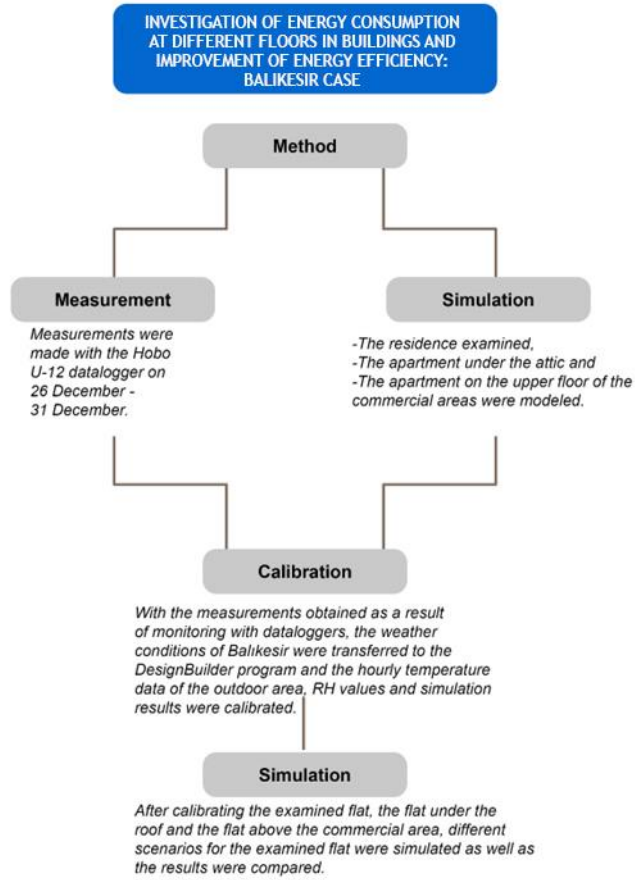 INVESTIGATION OF ENERGY CONSUMPTION
AT DIFFERENT FLOORS IN BUILDINGS AND
IMPROVEMENT OF ENERGY EFFICIENCY:
BALIKESIR CASE
Method
Measurement
Measurements were
made with the Hobo
U-12 datalogger on
26 December -
31 December.
Simulation
-The residence examined,
-The apartment under the attic and
-The apartment on the upper floor of the
commercial areas were modeled.
Calibration
With the measurements obtained as a result
of monitoring with dataloggers, the weather
conditions of Balıkesir were transferred to the
DesignBuilder program and the hourly temperature
data of the outdoor area, RH values and simulation
results were calibrated.
Simulation
After calibrating the examined flat, the flat under the
roof and the flat above the commercial area, different
scenarios for the examined flat were simulated as well as
the results were compared.